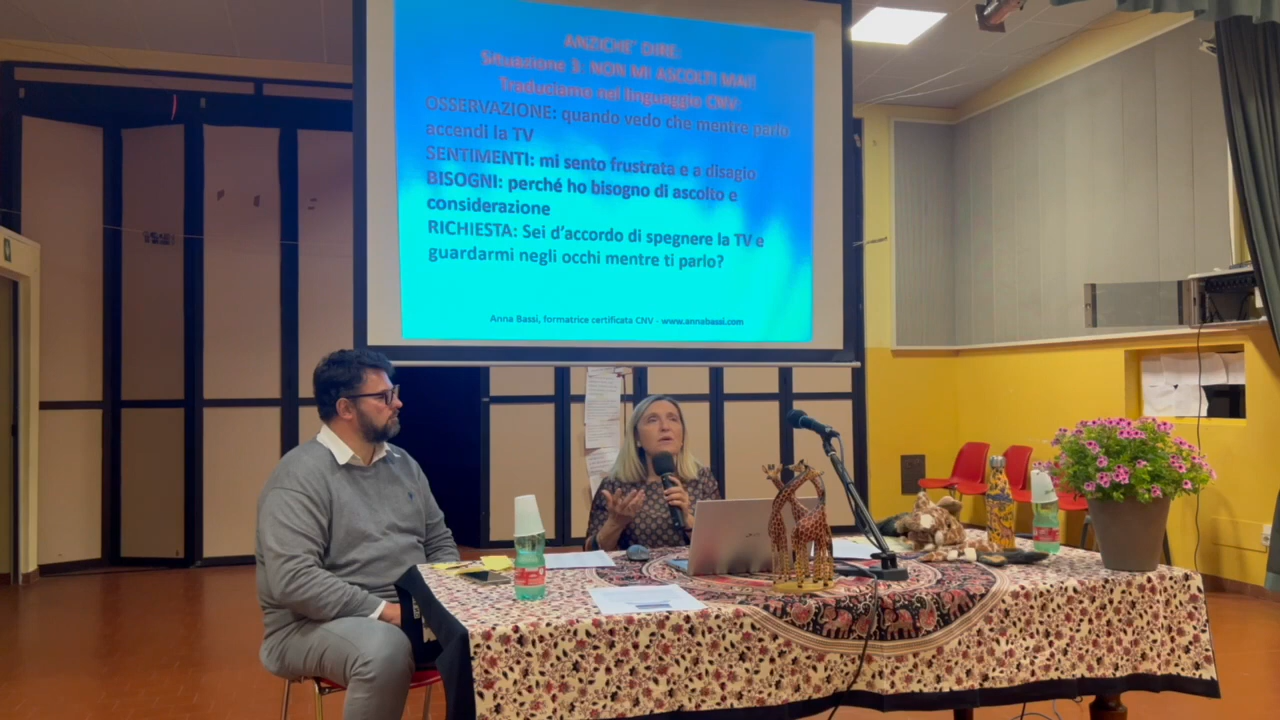 ANZICHE' DIRE:
Situazione 3: NON MI ASCOLTI MAI!
Traduciamo nel linguaggio CNV:
OSSERVAZIONE: quando vedo che mentre parlo
accendi la TV
SENTIMENTI: mi sento frustrata e a disagio
BISOGNI: perché ho bisogno di ascolto e
considerazione
RICHIESTA: Sei d'accordo di spegnere la TV e
guardarmi negli occhi mentre ti parlo?
Anna Bassi, formatrice certificata CNV - www.annabassi.com